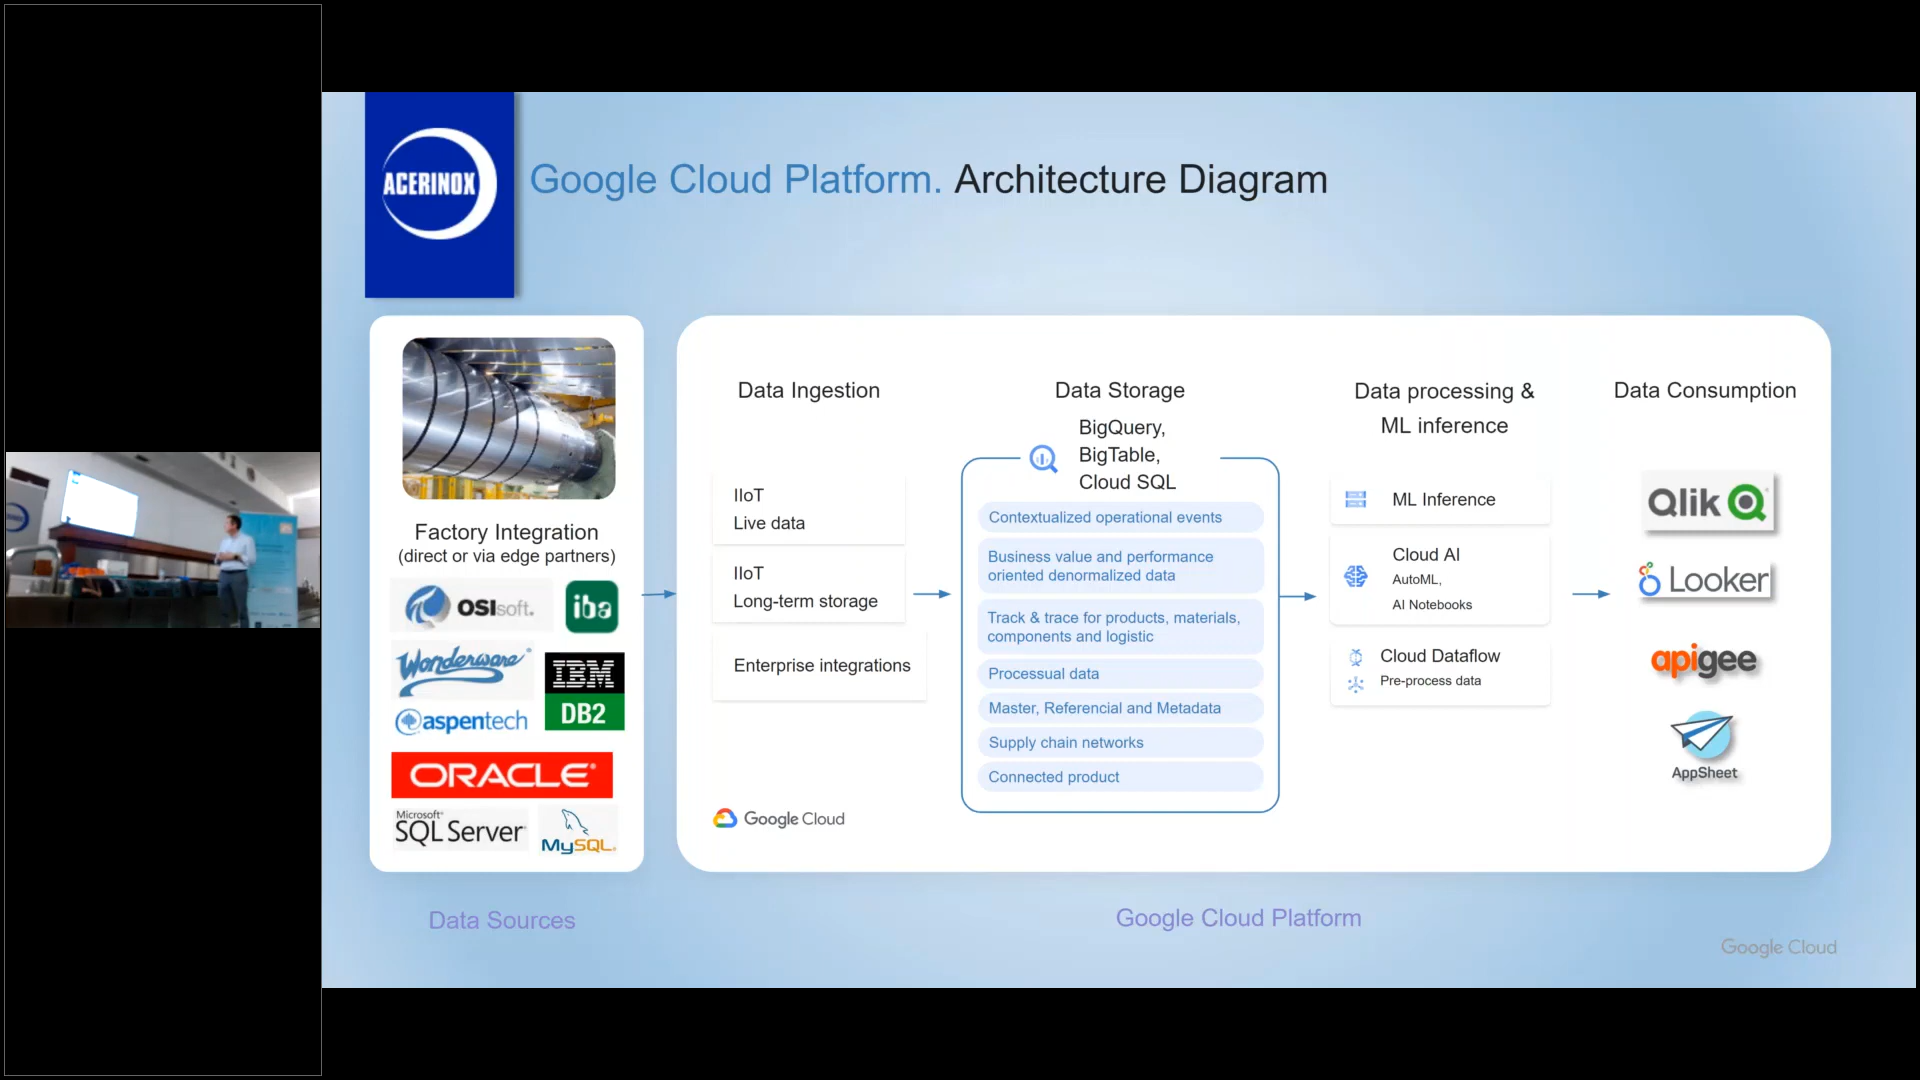 ACERINOX
Google Cloud Platform. Architecture Diagram
Factory Integration
(direct or via edge partners)
OSIsoft.
iba
Wonderware
IBM
DB2
aspentech
ORACLE
Microsoft
SQL Server
MySQL
Data Sources
Data Ingestion
IIoT
Live data
IIoT
Long-term storage
Enterprise integrations
Google Cloud
Data Storage
BigQuery,
BigTable,
Cloud SQL
Contextualized operational events
Business value and performance
oriented denormalized data
Track & trace for products, materials,
components and logistic
Processual data
Master, Referencial and Metadata
Supply chain networks
Connected product
Data processing &
ML inference
ML Inference
Cloud AI
AutoML,
AI Notebooks
Cloud Dataflow
Pre-process data
Data Consumption
Qlik
Looker
apigee
AppSheet
Google Cloud Platform
Google Cloud